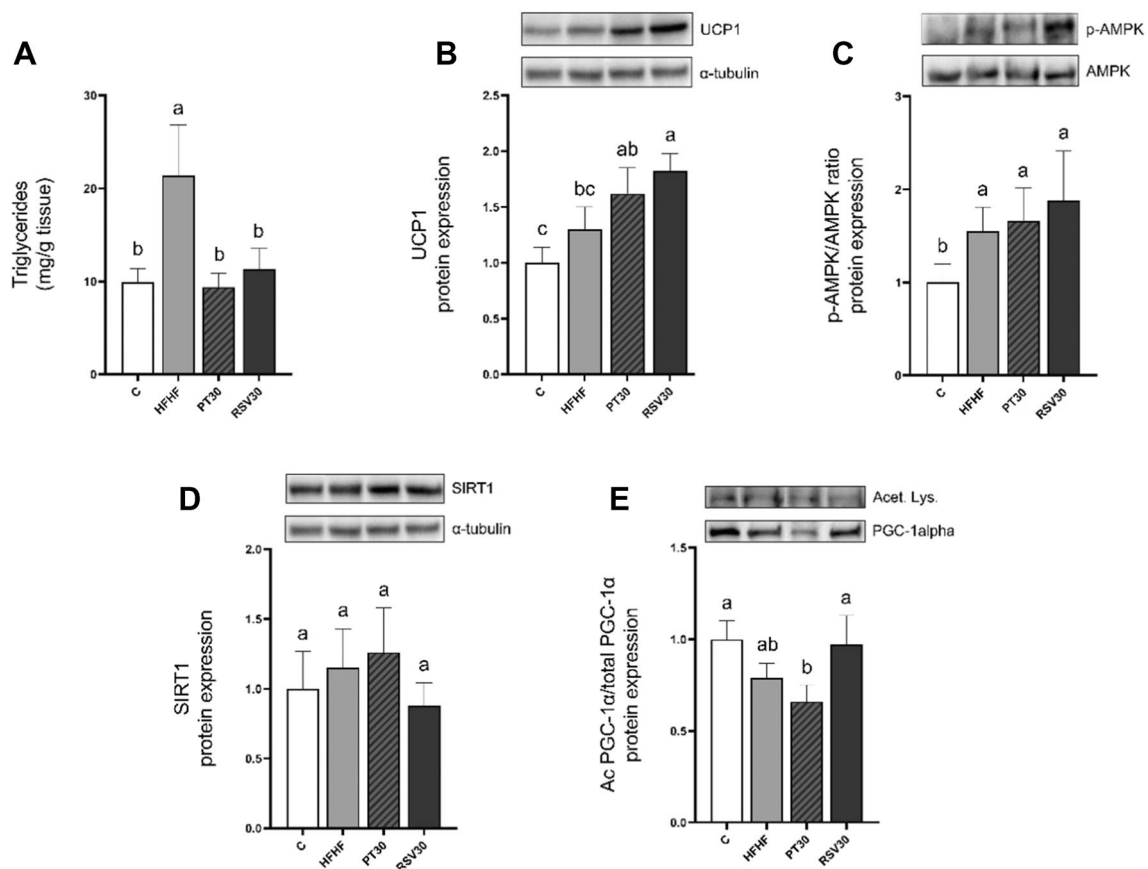 A
Triglycerides
(mg/g tissue)
30
20
10
0
a
b
b
b
C
HFHF
PT30
RSV30
B
UCP1
α-tubulin
UCP1
protein expression
2.5
2.0
1.5
1.0
0.5
0.0
c
bc
ab
a
C
HFHF
PT30
RSV30
C
p-AMPK
AMPK
p-AMPK/AMPK ratio
protein expression
3
2
1
0
b
a
a
a
C
HFHF
PT30
RSV30
D
SIRT1
α-tubulin
SIRT1
protein expression
2.0
1.5
1.0
0.5
0.0
a
a
a
a
C
HFHF
PT30
RSV30
E
Acet. Lys.
PGC-1alpha
Ac PGC-1α/total PGC-1α
protein expression
1.5
1.0
0.5
0.0
a
ab
b
a
C
HFHF
PT30
RSV30